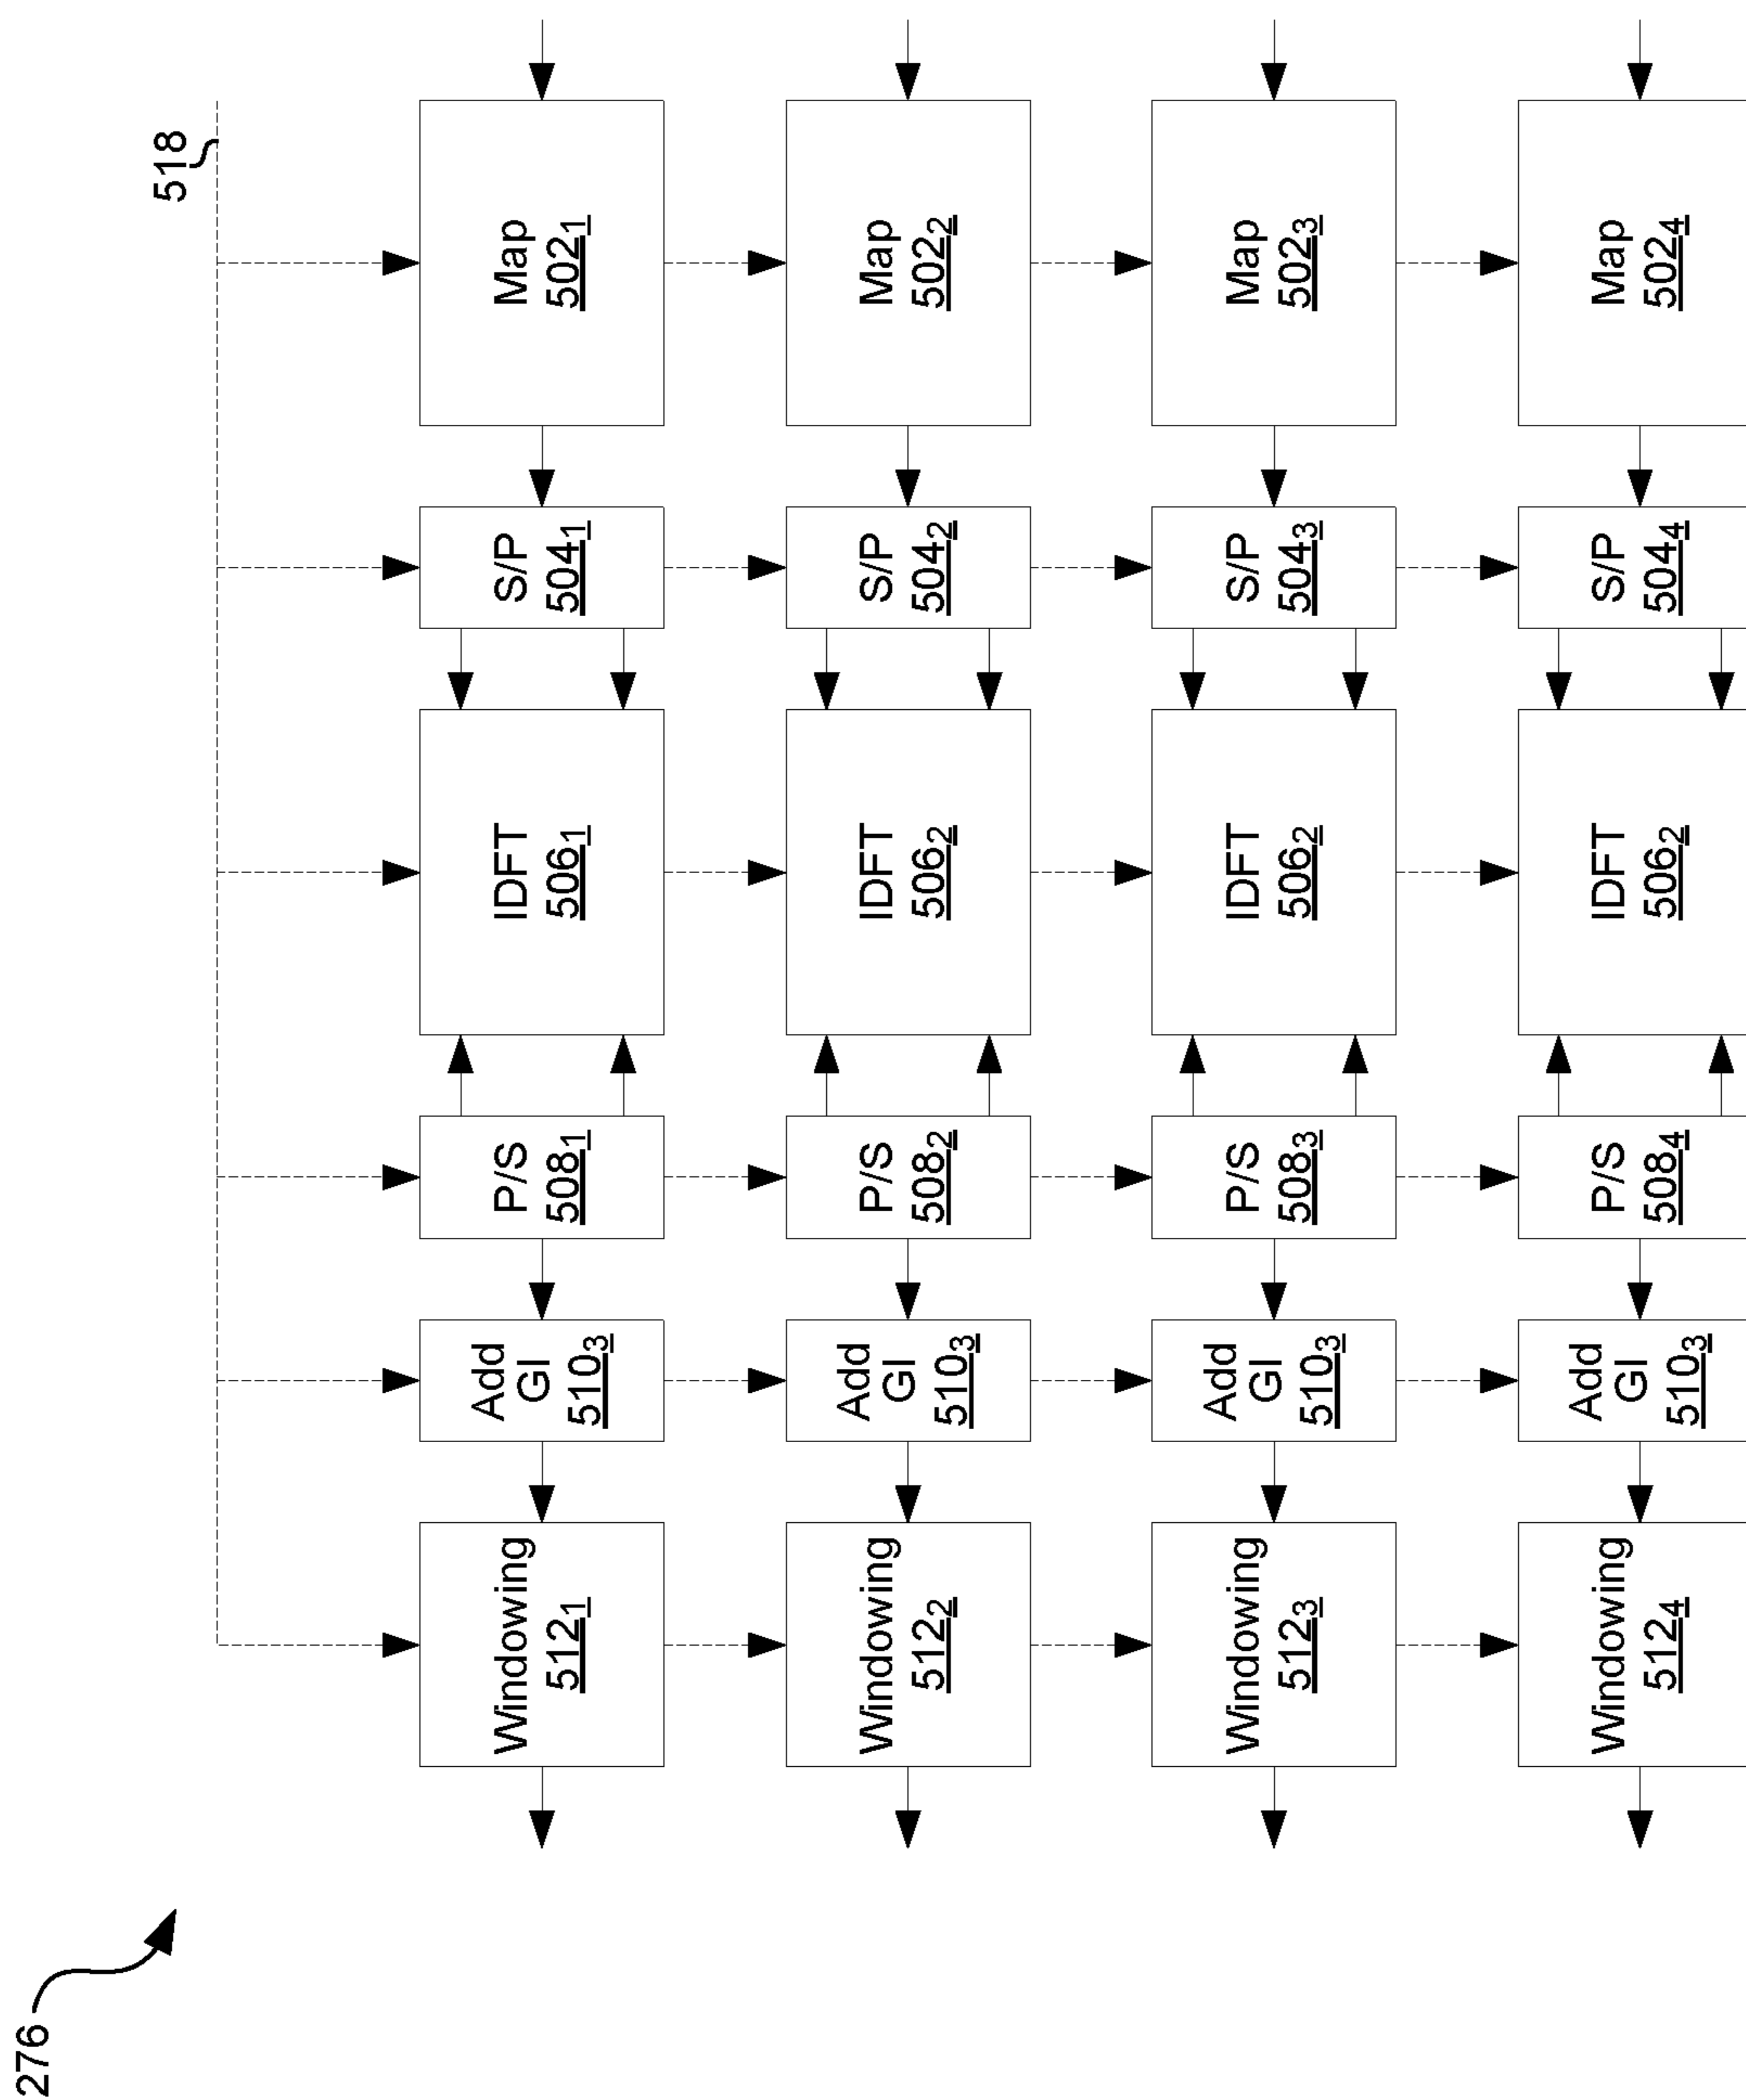 276
518
Windowing
512₁
Add
GI
510₃
P/S
508₁
IDFT
506₁
S/P
504₁
Map
502₁
Windowing
512₂
Add
GI
510₃
P/S
508₂
IDFT
506₂
S/P
504₂
Map
502₂
Windowing
512₃
Add
GI
510₃
P/S
508₃
IDFT
506₂
S/P
504₃
Map
502₃
Windowing
512₄
Add
GI
510₃
P/S
508₄
IDFT
506₂
S/P
504₄
Map
502₄